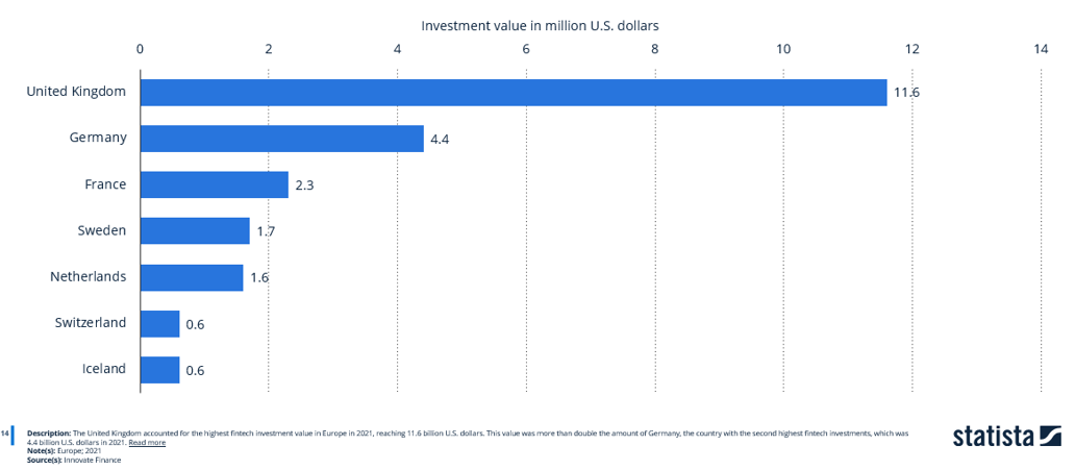 Investment value in million U.S. dollars
0 2 4 6 8 10 12 14
United Kingdom 11.6
Germany 4.4
France 2.3
Sweden 1.7
Netherlands 1.6
Switzerland 0.6
Iceland 0.6
14
Description: The United Kingdom accounted for the highest fintech investment value in Europe in 2021, reaching 11.6 billion U.S. dollars. This value was more than double the amount of Germany, the country with the second highest fintech investments, which was
4.4 billion U.S. dollars in 2021. Read more
Note(s): Europe; 2021
Source(s): Innovate Finance
statista